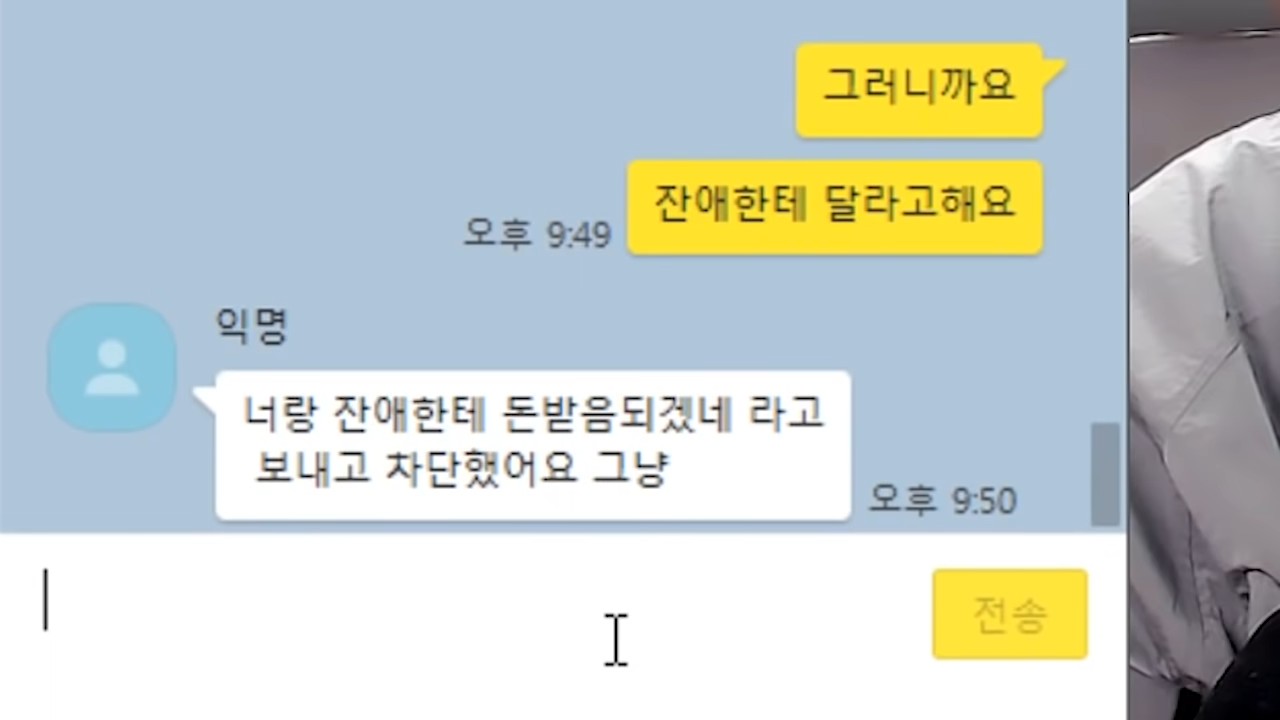 그러니까요
잔애한테 달라고해요
오후 9:49
익명
너랑 잔애한테 돈받음되겠네 라고
보내고 차단했어요 그냥
오후 9:50
전송